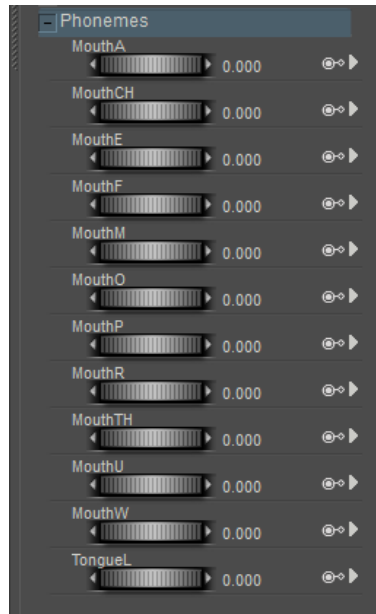 Phonemes
MouthA
0.000
MouthCH
0.000
MouthE
0.000
MouthF
0.000
MouthM
0.000
MouthO
0.000
MouthP
0.000
MouthR
0.000
MouthTH
0.000
MouthU
0.000
MouthW
0.000
TongueL
0.000